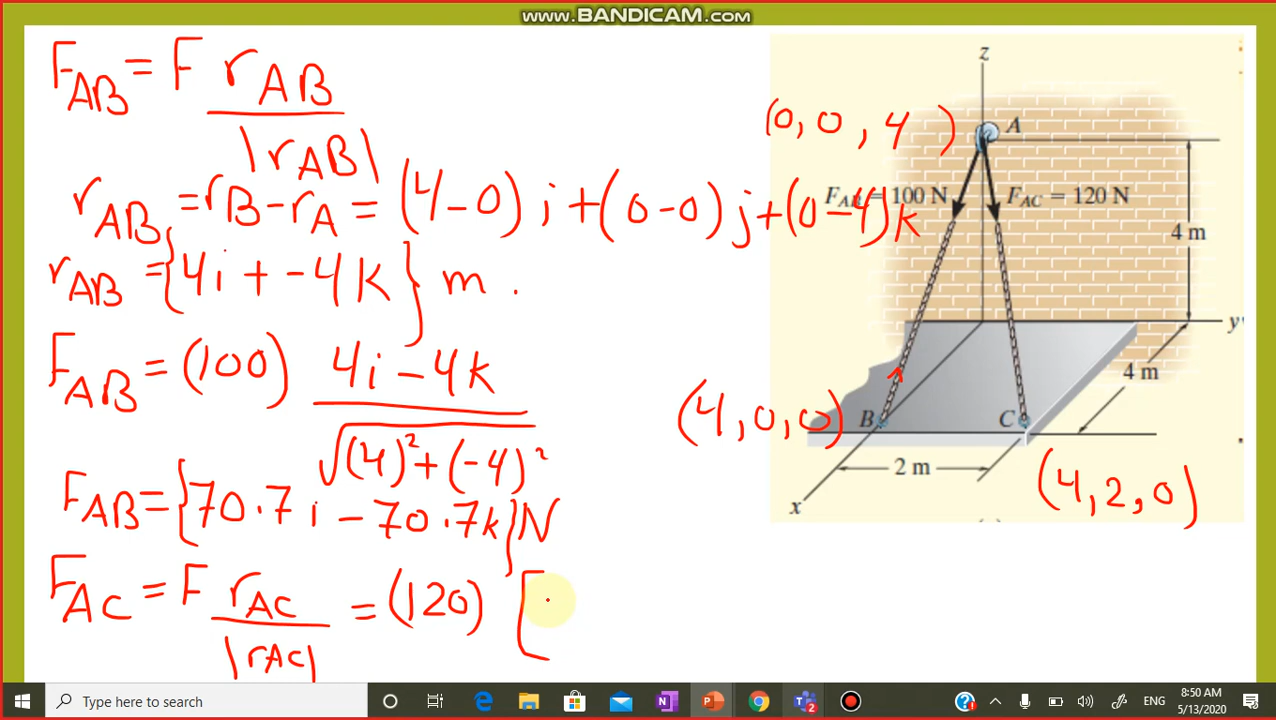 www.BANDICAM.com
F_AB = F r_AB / |r_AB|
r_AB = r_B - r_A = (4-0)i + (0-0)j + (0-4)k
r_AB = {4i + -4k} m.
F_AB = (100) 4i - 4k / √(4)² + (-4)²
F_AB = {70.7i - 70.7k}N
F_AC = F r_AC / |r_AC| = (120) [
z
(0, 0, 4)
A
F_AB = 100 N
F_AC = 120 N
4 m
y
4 m
(4, 0, 0)
B
C
2 m
(4, 2, 0)
x
Type here to search
ENG
8:50 AM
5/13/2020
2